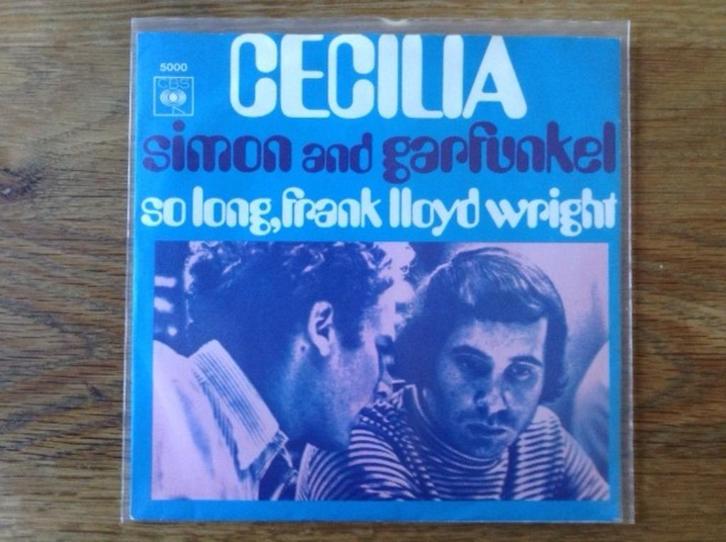 5000
CBS
CECILIA
simon and garfunkel
so long, frank lloyd wright